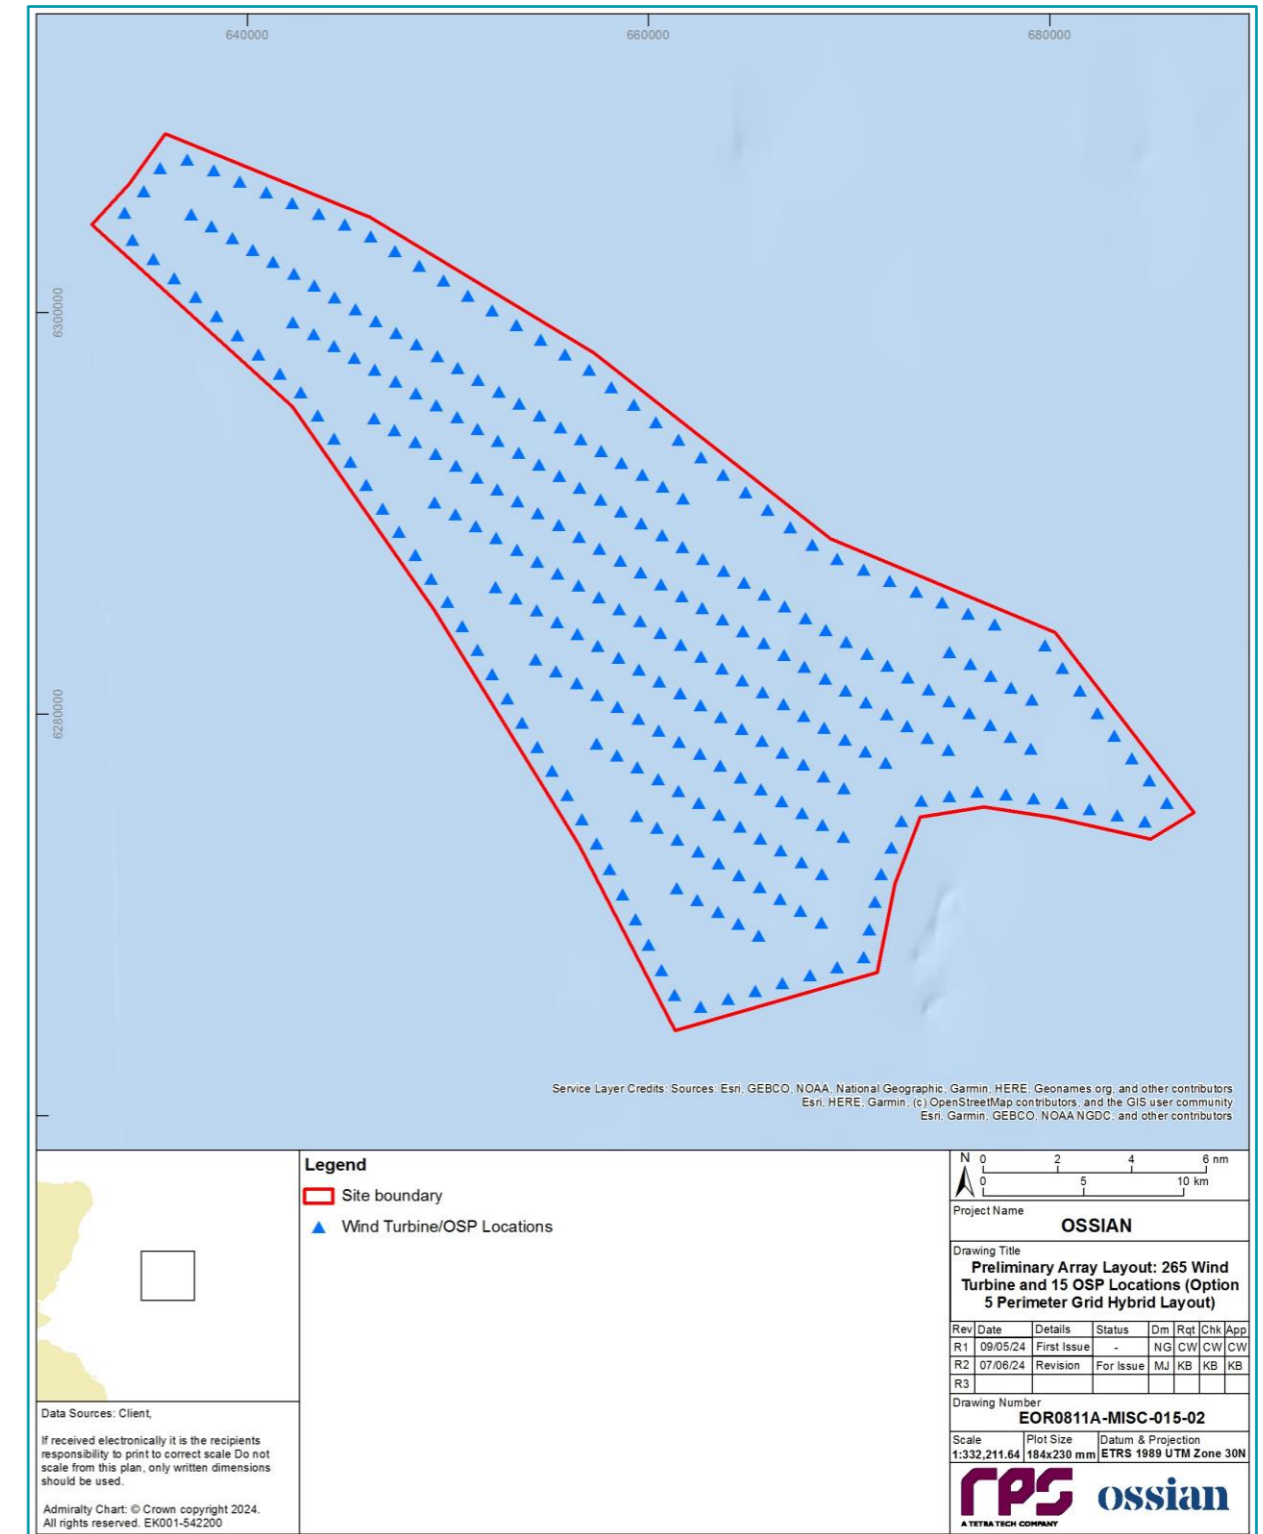 640000
660000
680000
6300000
6280000
Service Layer Credits: Sources: Esri, GEBCO, NOAA, National Geographic, Garmin, HERE, Geonames.org, and other contributors
Esri, HERE, Garmin, (c) OpenStreetMap contributors, and the GIS user community
Esri, Garmin, GEBCO, NOAA NGDC, and other contributors
Legend
Site boundary
Wind Turbine/OSP Locations
N 0 2 4 6 nm
0 5 10 km
Project Name
OSSIAN
Drawing Title
Preliminary Array Layout: 265 Wind
Turbine and 15 OSP Locations (Option
5 Perimeter Grid Hybrid Layout)
Rev Date Details Status Dm Rqt Chk App
R1 09/05/24 First Issue - NG CW CW CW
R2 07/06/24 Revision For Issue MJ KB KB KB
R3
Drawing Number
EOR0811A-MISC-015-02
Scale Plot Size Datum & Projection
1:332,211.64 184x230 mm ETRS 1989 UTM Zone 30N
rps
A TETRA TECH COMPANY
ossian
Data Sources: Client,
If received electronically it is the recipients
responsibility to print to correct scale Do not
scale from this plan, only written dimensions
should be used.
Admiralty Chart: © Crown copyright 2024.
All rights reserved. EK001-542200